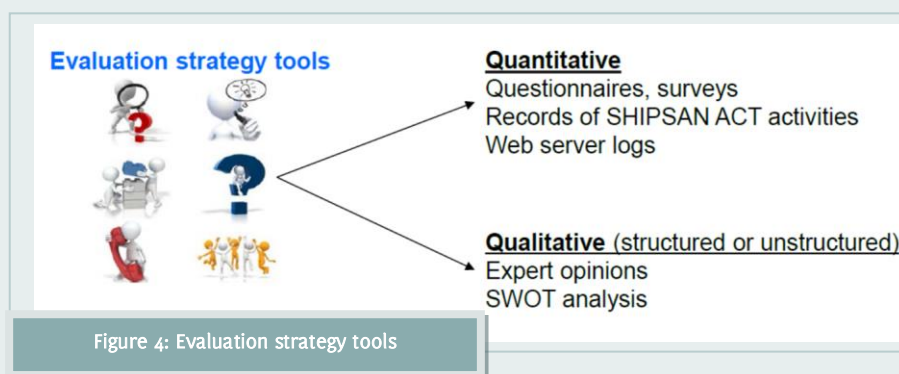 Evaluation strategy tools
Quantitative
Questionnaires, surveys
Records of SHIPSAN ACT activities
Web server logs
Qualitative (structured or unstructured)
Expert opinions
SWOT analysis
Figure 4: Evaluation strategy tools